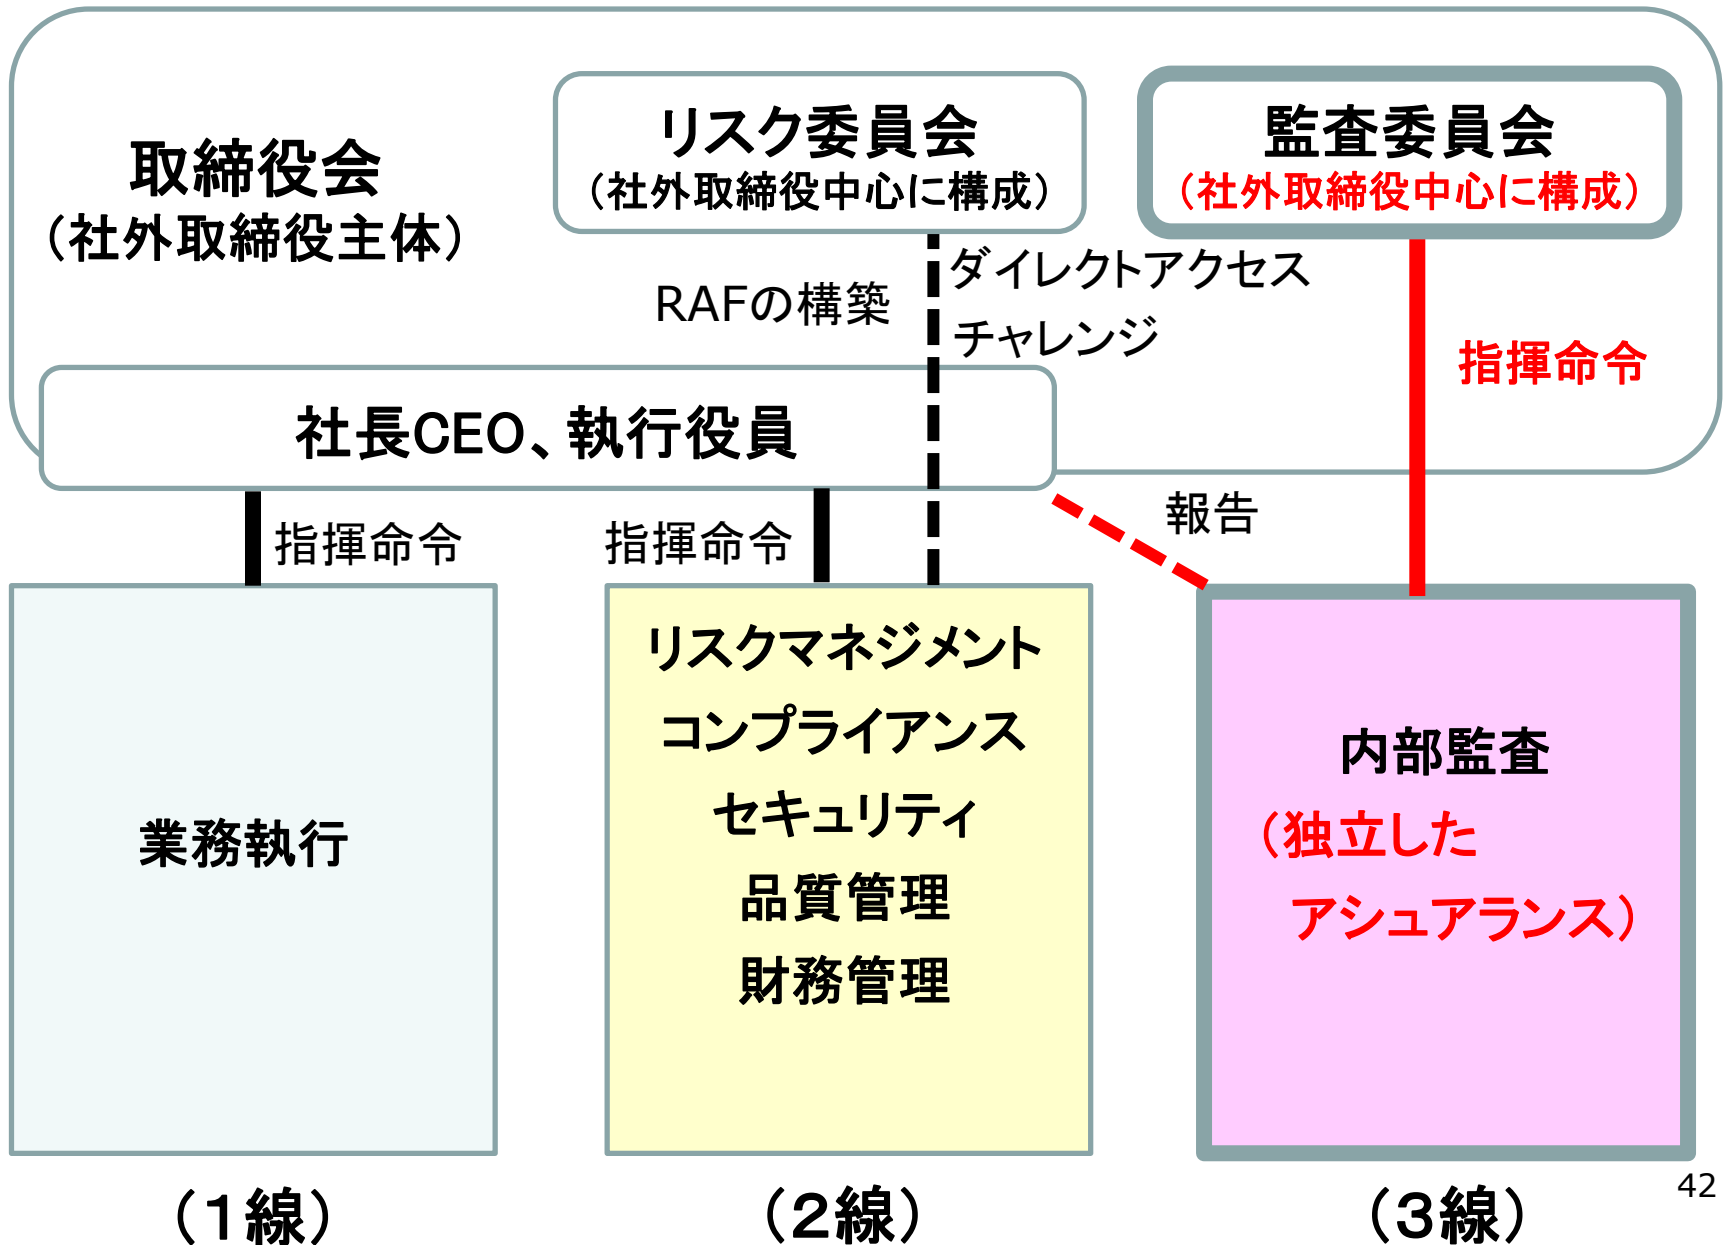 取締役会
（社外取締役主体）
リスク委員会
（社外取締役中心に構成）
監査委員会
（社外取締役中心に構成）
RAFの構築
ダイレクトアクセス
チャレンジ
指揮命令
社長CEO、執行役員
指揮命令
指揮命令
報告
業務執行
リスクマネジメント
コンプライアンス
セキュリティ
品質管理
財務管理
内部監査
（独立した
アシュアランス）
（１線）
（２線）
（３線）
42